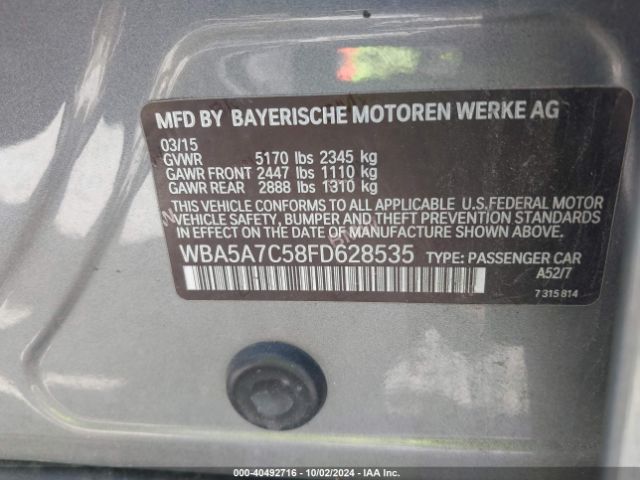 MFD BY BAYERISCHE MOTOREN WERKE AG
03/15
GVWR 5170 lbs 2345 kg
GAWR FRONT 2447 lbs 1110 kg
GAWR REAR 2888 lbs 1310 kg
THIS VEHICLE CONFORMS TO ALL APPLICABLE U.S.FEDERAL MOTOR
VEHICLE SAFETY, BUMPER AND THEFT PREVENTION STANDARDS
IN EFFECT ON DATE OF MANUFACTURE SHOWN ABOVE.
WBA5A7C58FD628535 TYPE: PASSENGER CAR
A52/7
7 315 814
000-40492716 - 10/02/2024 - IAA Inc.